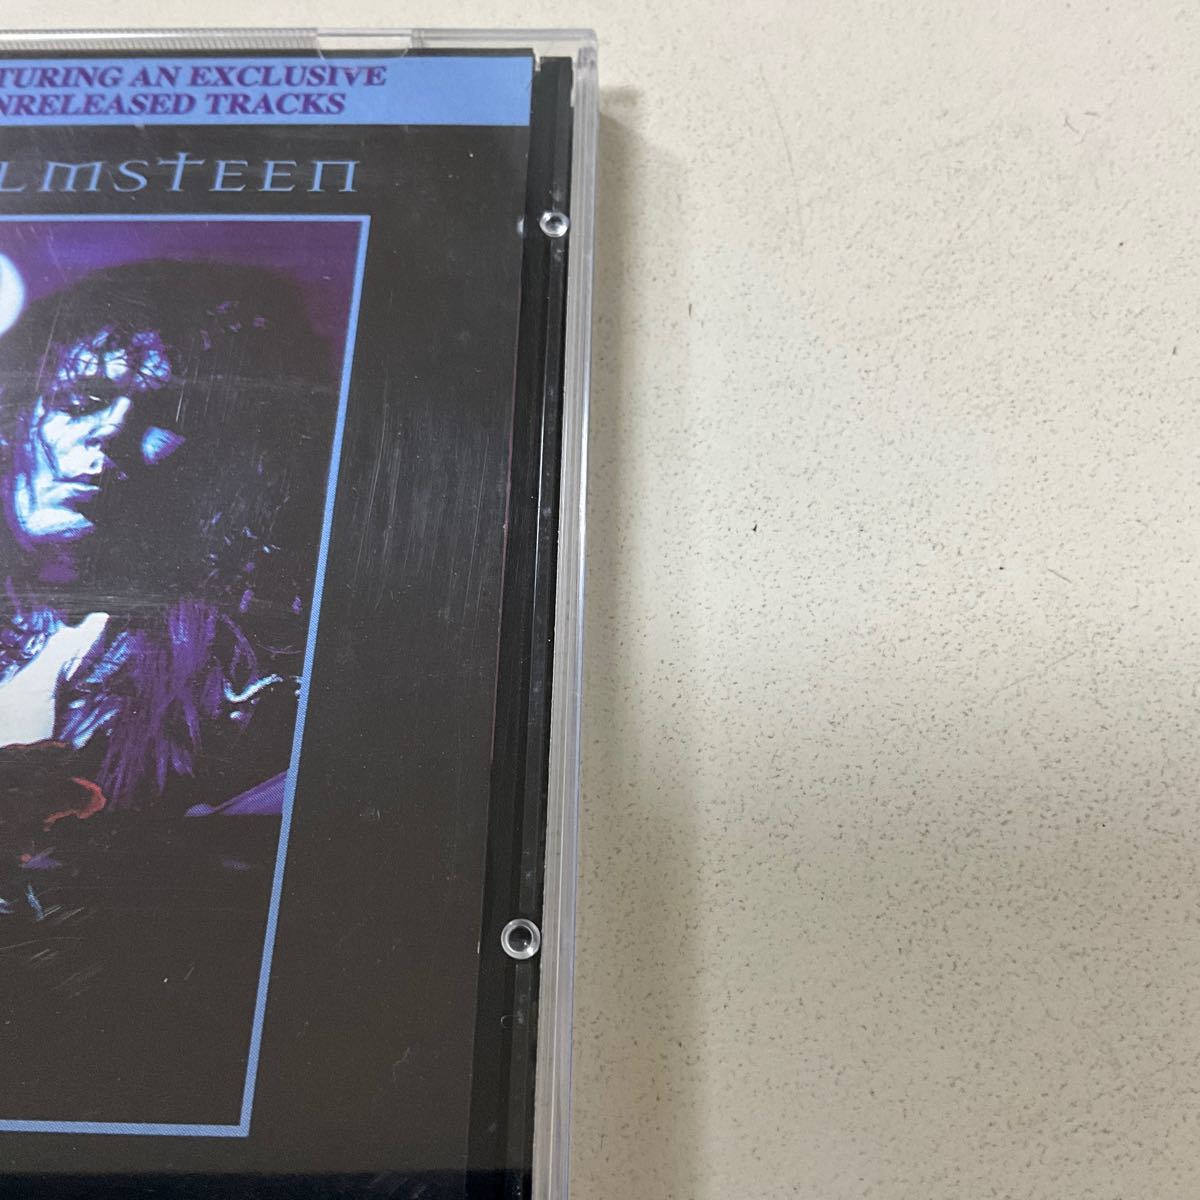 TURING AN EXCLUSIVE
NRELEASED TRACKS
LMSTEEN